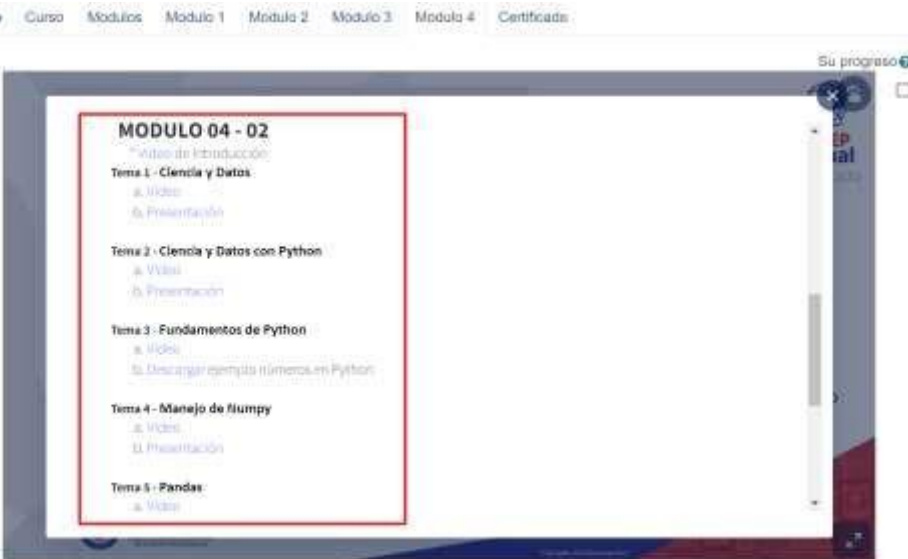 Curso Modulos Modulo 1 Modulo 2 Modulo 3 Modulo 4 Certificado
Su progreso
MODULO 04 - 02
* Video de Introducción
Tema 1 - Ciencia y Datos
a. Video
b. Presentación
Tema 2 - Ciencia y Datos con Python
a. Video
b. Presentación
Tema 3 - Fundamentos de Python
a. Video
b. Descargar ejemplo números en Python
Tema 4 - Manejo de Numpy
a. Video
b. Presentación
Tema 5 - Pandas
a. Video